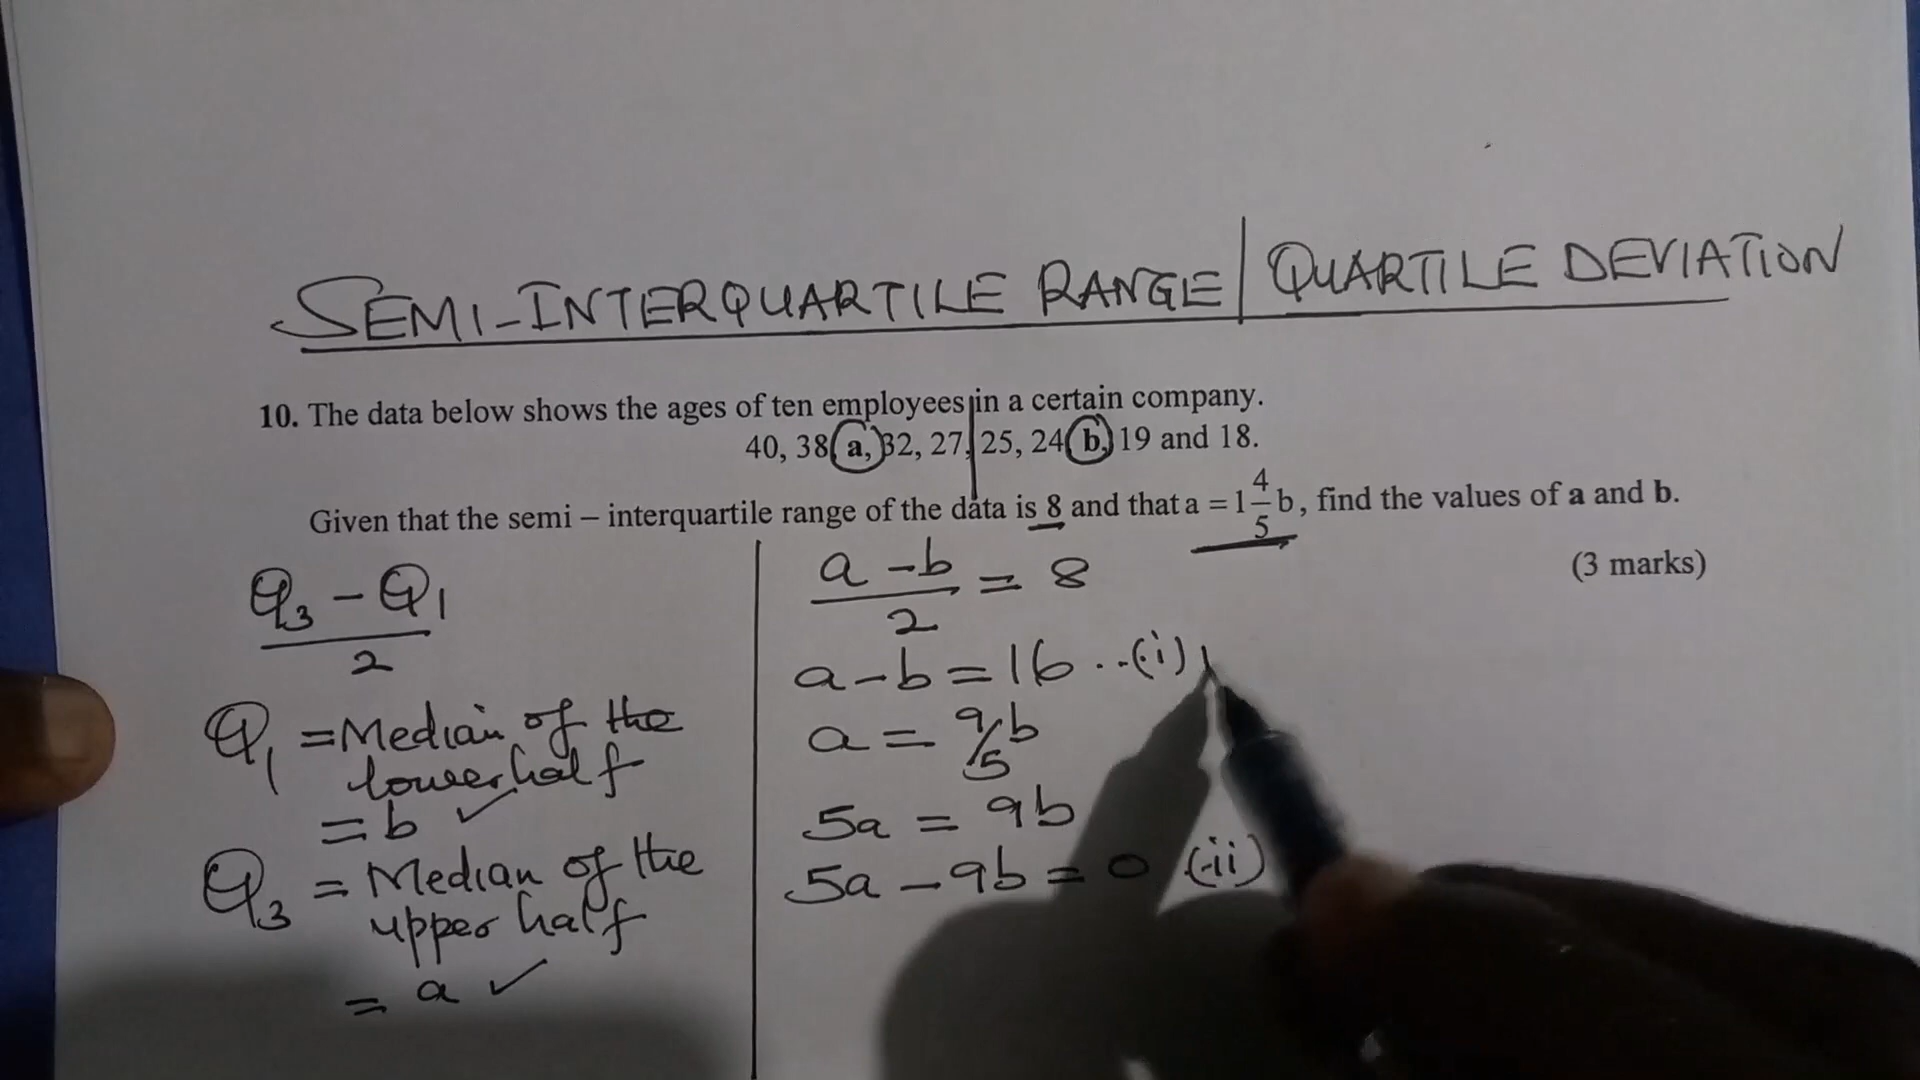 SEMI-INTERQUARTILE RANGE | QUARTILE DEVIATION
10. The data below shows the ages of ten employees in a certain company.
40, 38, a, 32, 27, 25, 24, b, 19 and 18.
Given that the semi – interquartile range of the data is 8 and that a = 1 4/5 b, find the values of a and b.
(3 marks)
Q3 - Q1
2
Q1 = Median of the
lower half
= b ✓
Q3 = Median of the
upper half
= a ✓
a - b = 8
2
a - b = 16 ...(i)
a = 9/5 b
5a = 9b
5a - 9b = 0 (ii)